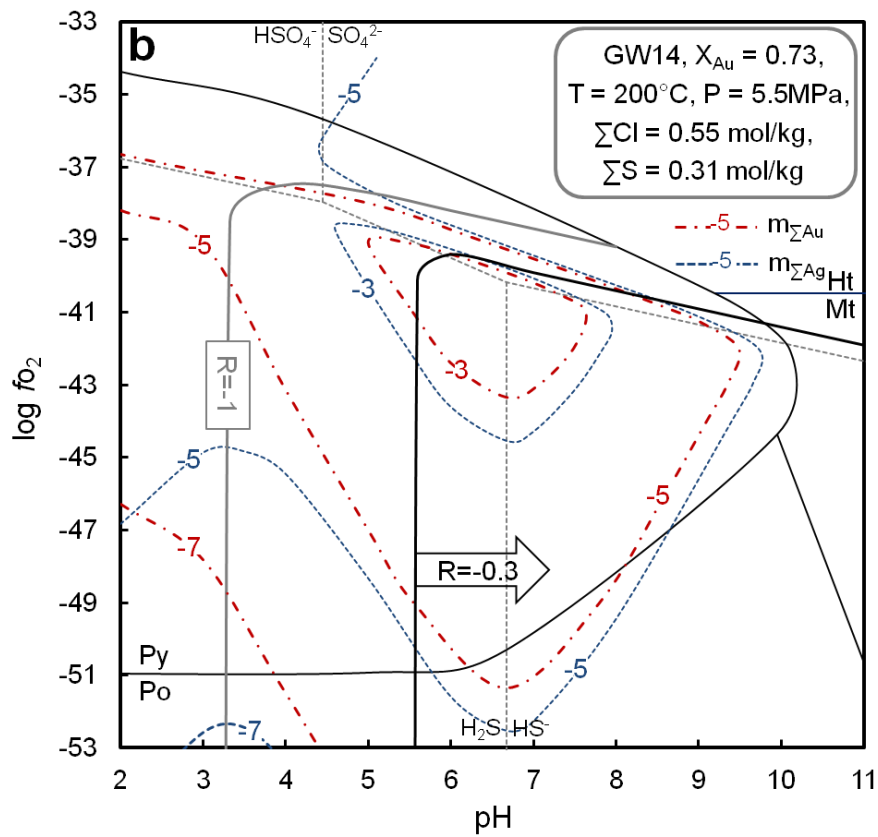 b
HSO₄⁻ SO₄²⁻
GW14, X_Au = 0.73,
T = 200°C, P = 5.5MPa,
∑Cl = 0.55 mol/kg,
∑S = 0.31 mol/kg
-5 m_∑Au
-5 m_∑Ag
Ht
Mt
-5
-5
-3
-3
R=-1
-5
-7
-5
R=-0.3
-5
Py
Po
-7
H₂S HS⁻
-33
-35
-37
-39
-41
-43
-45
-47
-49
-51
-53
log fo₂
2 3 4 5 6 7 8 9 10 11
pH